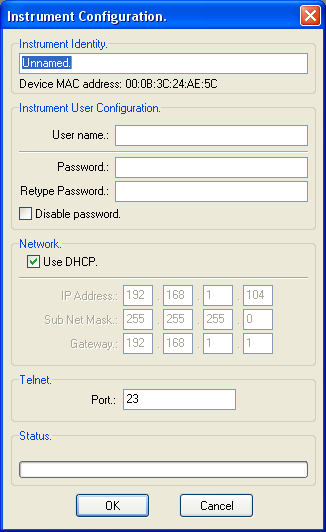 Instrument Configuration.
Instrument Identity.
Unnamed.
Device MAC address: 00:0B:3C:24:AE:5C
Instrument User Configuration.
User name.:
Password.:
Retype Password.:
Disable password.
Network.
Use DHCP.
IP Address.: 192 . 168 . 1 . 104
Sub Net Mask.: 255 . 255 . 255 . 0
Gateway.: 192 . 168 . 1 . 1
Telnet.
Port.: 23
Status.
OK Cancel